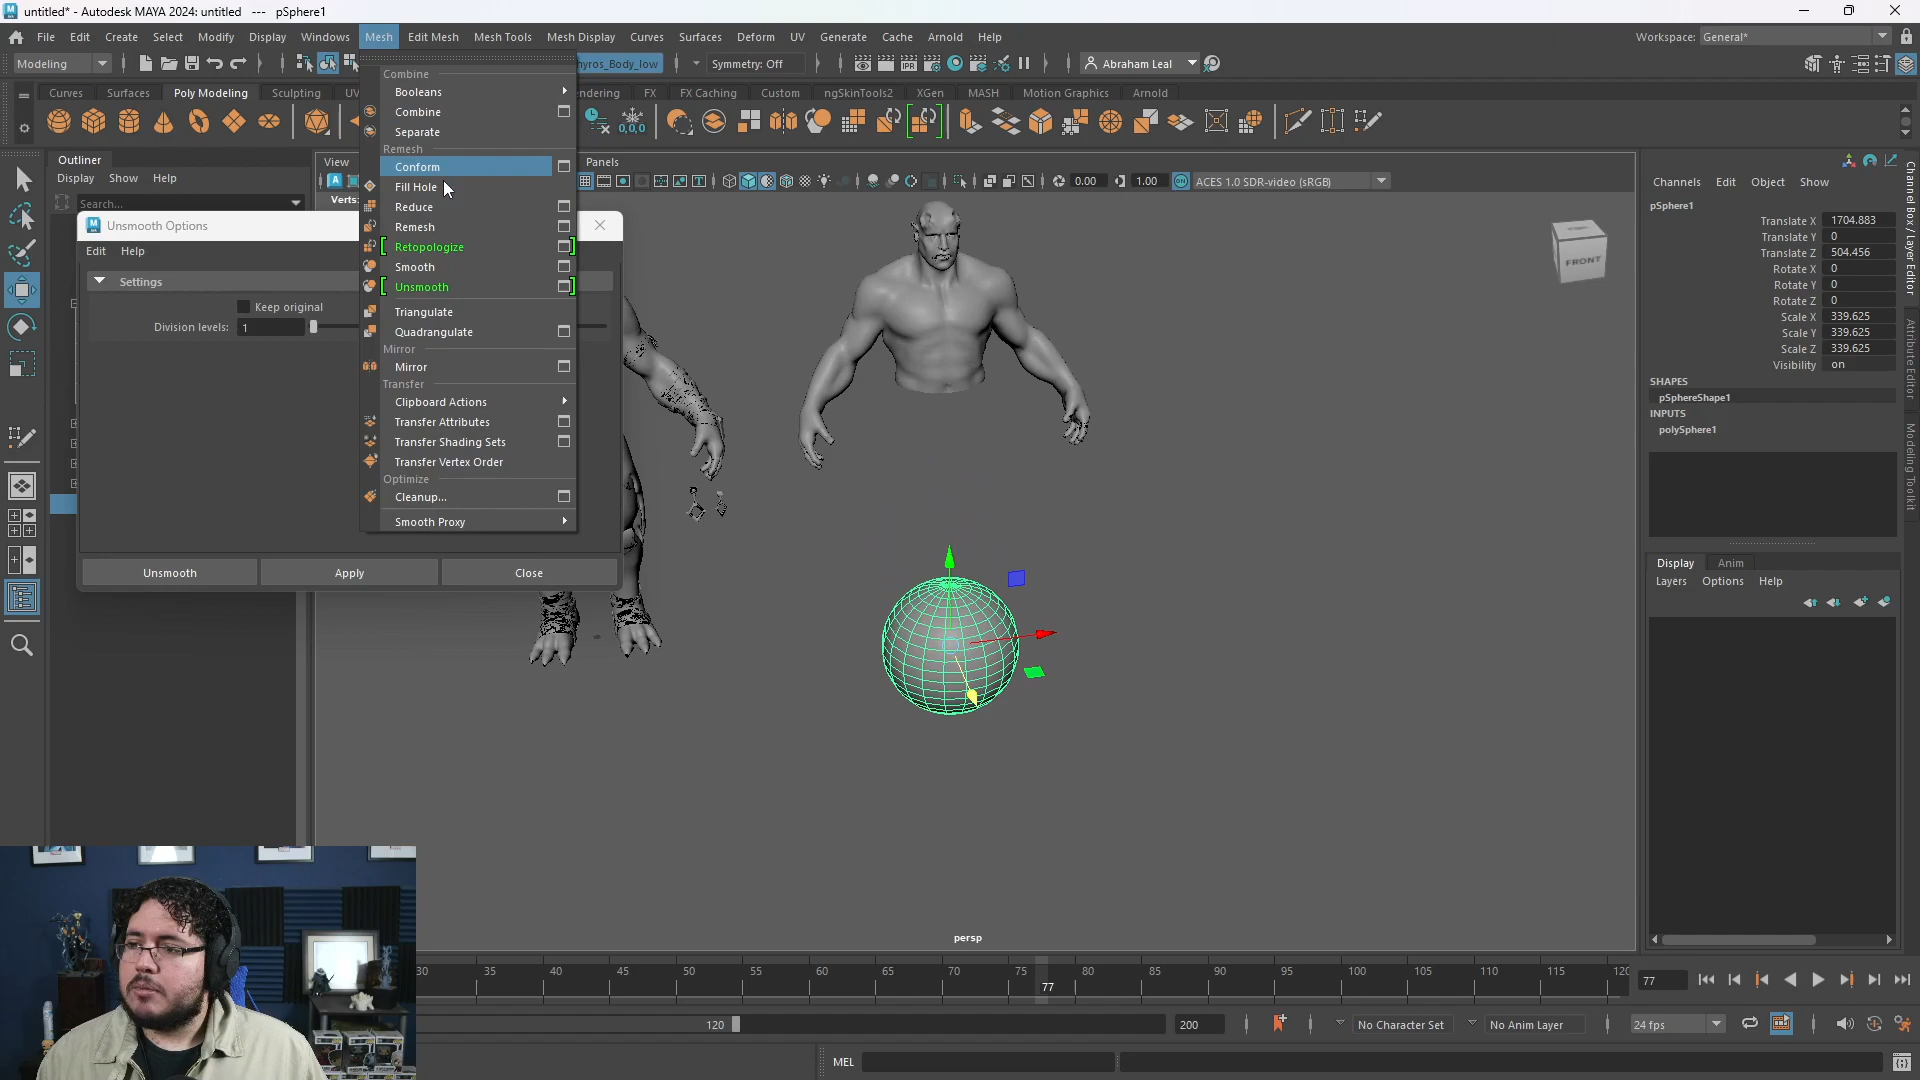 untitled* - Autodesk MAYA 2024: untitled   ---   pSphere1
File Edit Create Select Modify Display Windows Mesh Edit Mesh Mesh Tools Mesh Display Curves Surfaces Deform UV Generate Cache Arnold Help
Workspace: General*
Modeling
hyros_Body_low
Symmetry: Off
Abraham Leal
Curves Surfaces Poly Modeling Sculpting UV
endering FX FX Caching Custom ngSkinTools2 XGen MASH Motion Graphics Arnold
Combine
Booleans
Combine
Separate
Remesh
Conform
Fill Hole
Reduce
Remesh
Retopologize
Smooth
Unsmooth
Triangulate
Quadrangulate
Mirror
Mirror
Transfer
Clipboard Actions
Transfer Attributes
Transfer Shading Sets
Transfer Vertex Order
Optimize
Cleanup...
Smooth Proxy
Outliner
Display Show Help
Search...
View
Panels
Verts:
0.00
1.00
ACES 1.0 SDR-video (sRGB)
Unsmooth Options
Edit Help
Settings
Keep original
Division levels: 1
Unsmooth
Apply
Close
FRONT
persp
Channels Edit Object Show
pSphere1
Translate X 1704.883
Translate Y 0
Translate Z 504.456
Rotate X 0
Rotate Y 0
Rotate Z 0
Scale X 339.625
Scale Y 339.625
Scale Z 339.625
Visibility on
SHAPES
pSphereShape1
INPUTS
polySphere1
Display Anim
Layers Options Help
Channel Box / Layer Editor
Attribute Editor
Modeling Toolkit
30 35 40 45 50 55 60 65 70 75 80 85 90 95 100 105 110 115 120
77
77
120
200
No Character Set
No Anim Layer
24 fps
MEL